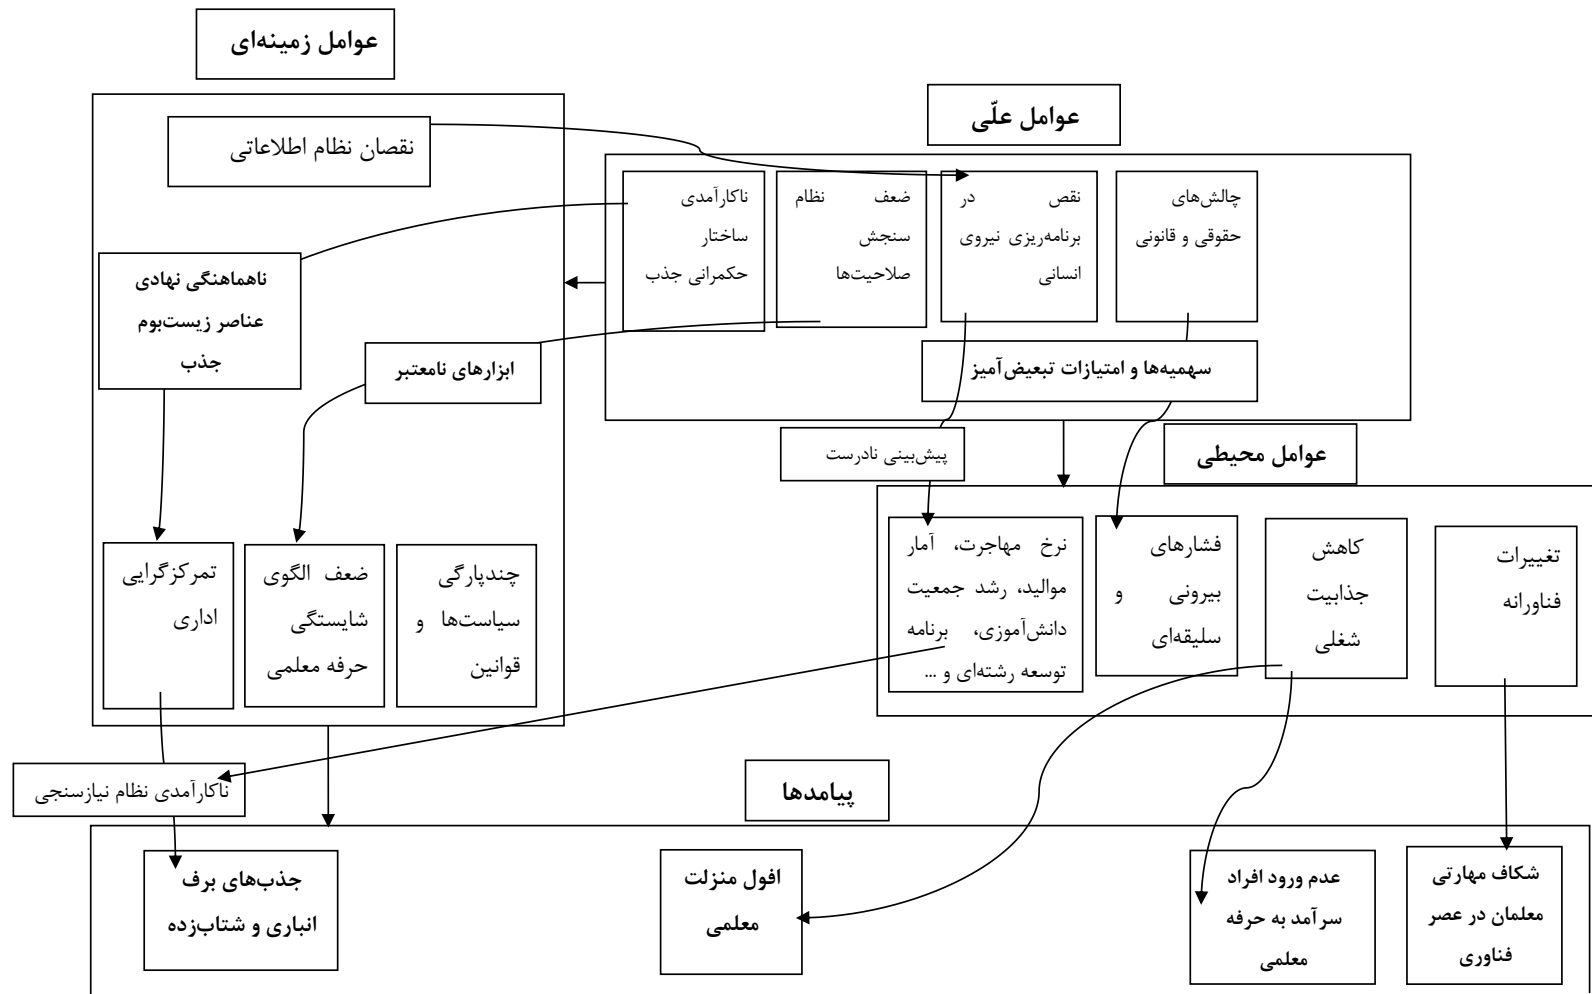 عوامل زمینه‌ای
عوامل علّی
نقصان نظام اطلاعاتی
چالش‌های
حقوقی و قانونی
نقص در
برنامه‌ریزی نیروی
انسانی
ضعف نظام
سنجش
صلاحیت‌ها
ناکارآمدی
ساختار
حکمرانی جذب
ناهماهنگی نهادی
عناصر زیست‌بوم
جذب
ابزارهای نامعتبر
سهمیه‌ها و امتیازات تبعیض‌آمیز
پیش‌بینی نادرست
عوامل محیطی
تغییرات
فناورانه
کاهش
جذابیت
شغلی
فشارهای
بیرونی و
سلیقه‌ای
نرخ مهاجرت، آمار
موالید، رشد جمعیت
دانش‌آموزی، برنامه
توسعه رشته‌ای و ...
چندپارگی
سیاست‌ها و
قوانین
ضعف الگوی
شایستگی
حرفه معلمی
تمرکزگرایی
اداری
ناکارآمدی نظام نیازسنجی
پیامدها
شکاف مهارتی
معلمان در عصر
فناوری
عدم ورود افراد
سرآمد به حرفه
معلمی
افول منزلت
معلمی
جذب‌های برف
انباری و شتاب‌زده